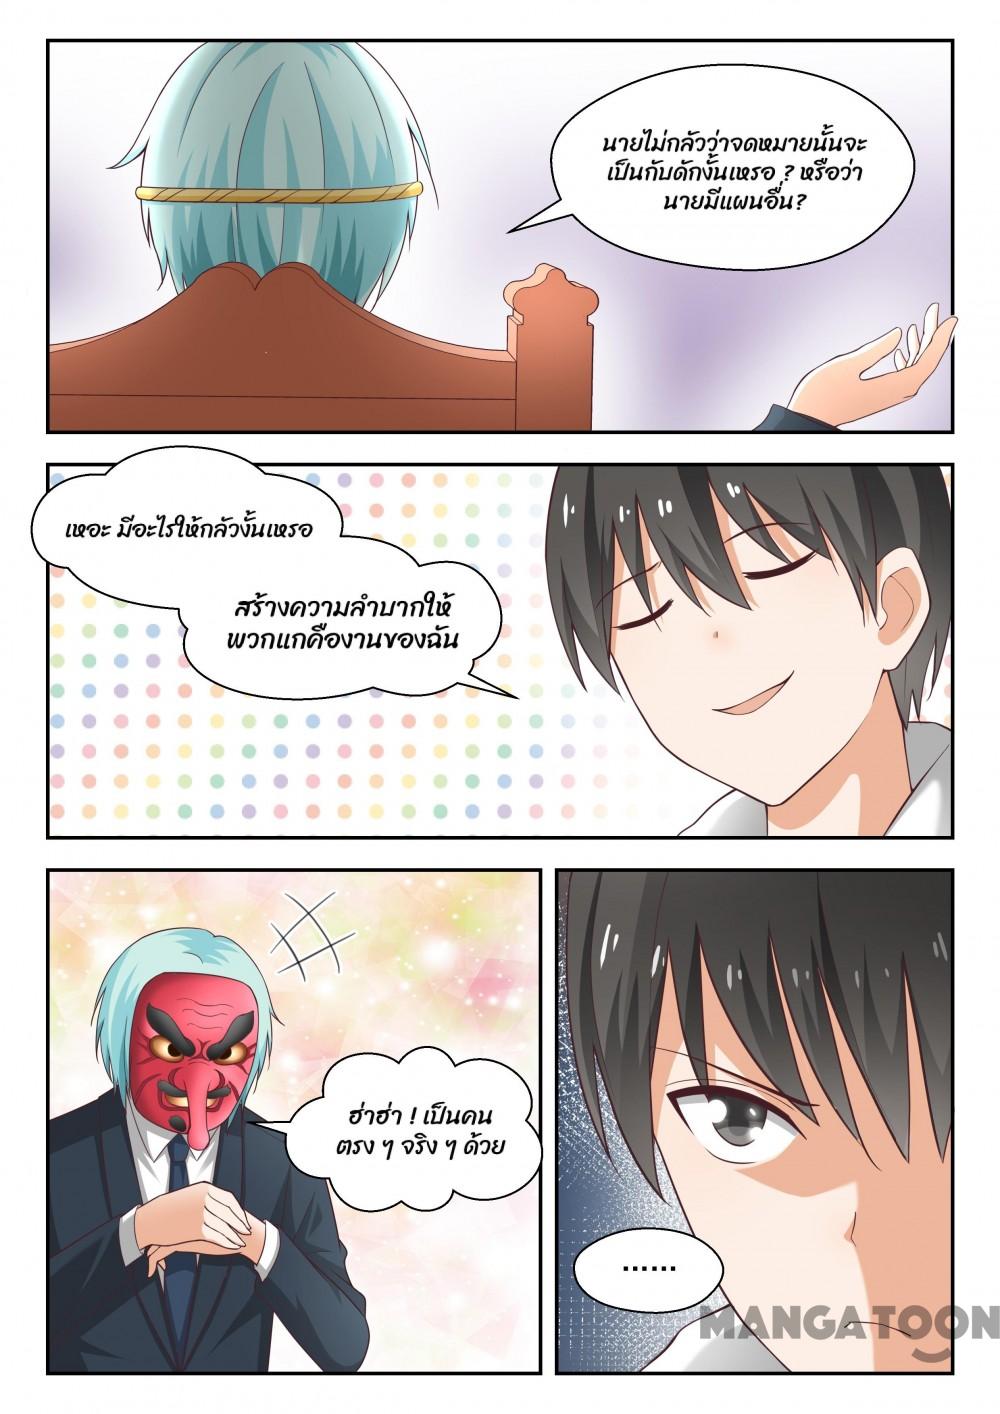 นายไม่กลัวว่าจดหมายนั้นจะ
เป็นกับดักงั้นเหรอ ? หรือว่า
นายมีแผนอื่น?
เหอะ มีอะไรให้กลัวงั้นเหรอ
สร้างความลำบากให้
พวกแกคืองานของฉัน
ฮ่าฮ่า ! เป็นคน
ตรง ๆ จริง ๆ ด้วย
......
MANGATOON